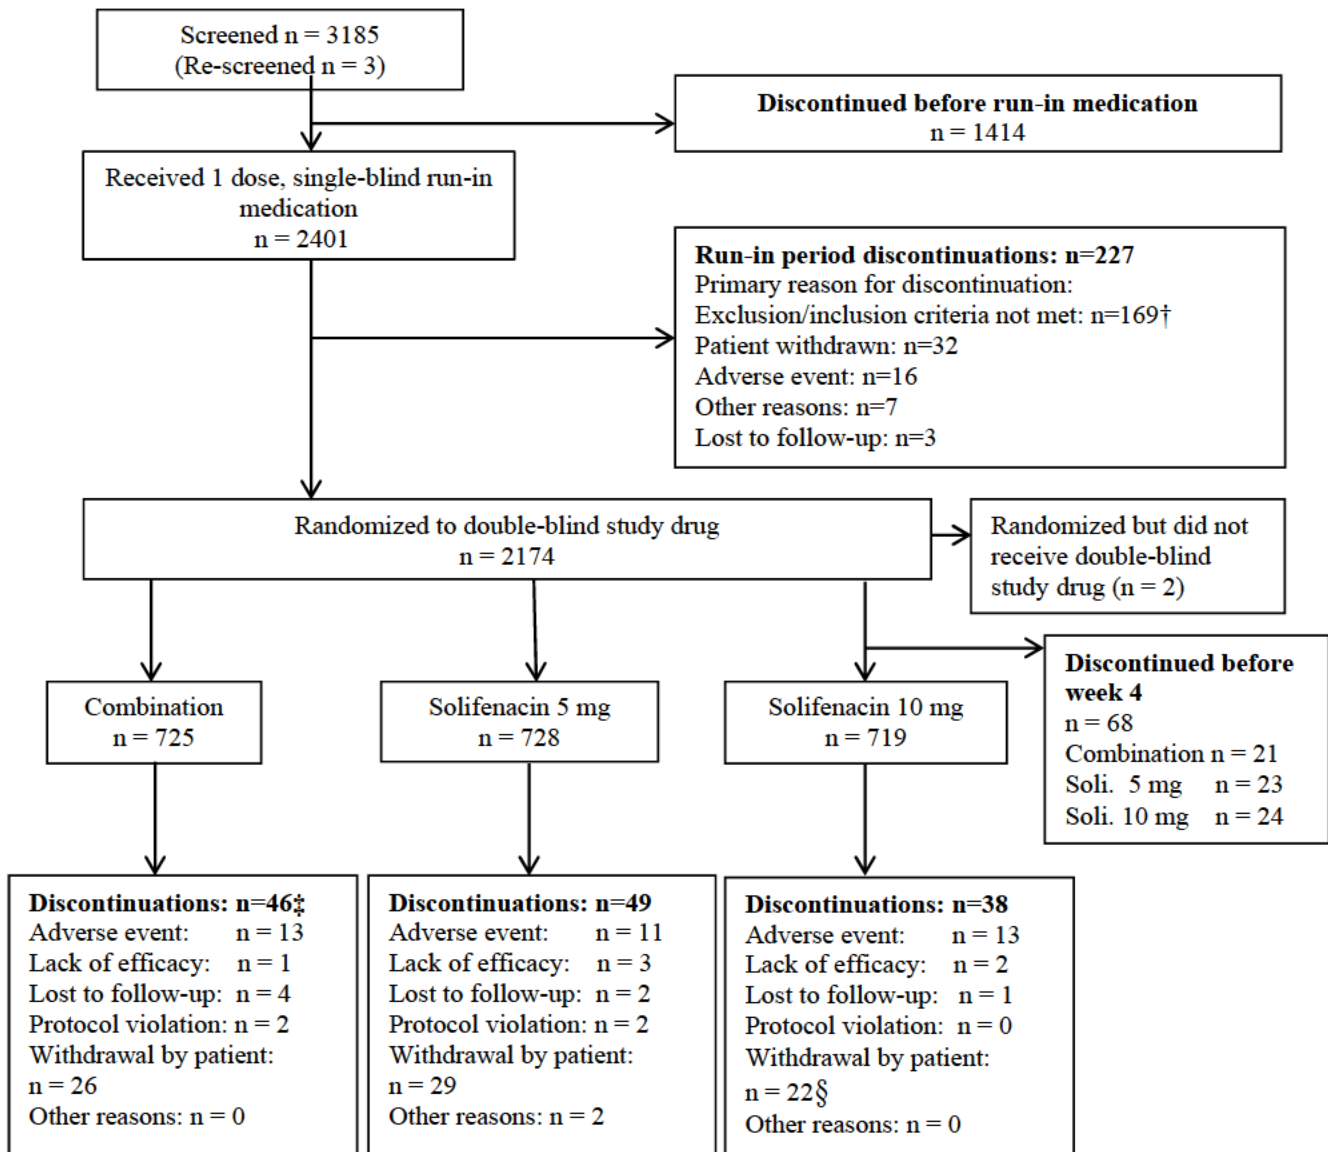 Screened n = 3185
(Re-screened n = 3)
Discontinued before run-in medication
n = 1414
Received 1 dose, single-blind run-in
medication
n = 2401
Run-in period discontinuations: n=227
Primary reason for discontinuation:
Exclusion/inclusion criteria not met: n=169†
Patient withdrawn: n=32
Adverse event: n=16
Other reasons: n=7
Lost to follow-up: n=3
Randomized to double-blind study drug
n = 2174
Randomized but did not
receive double-blind
study drug (n = 2)
Discontinued before
week 4
n = 68
Combination n = 21
Soli. 5 mg n = 23
Soli. 10 mg n = 24
Combination
n = 725
Solifenacin 5 mg
n = 728
Solifenacin 10 mg
n = 719
Discontinuations: n=46‡
Adverse event: n = 13
Lack of efficacy: n = 1
Lost to follow-up: n = 4
Protocol violation: n = 2
Withdrawal by patient:
n = 26
Other reasons: n = 0
Discontinuations: n=49
Adverse event: n = 11
Lack of efficacy: n = 3
Lost to follow-up: n = 2
Protocol violation: n = 2
Withdrawal by patient:
n = 29
Other reasons: n = 2
Discontinuations: n=38
Adverse event: n = 13
Lack of efficacy: n = 2
Lost to follow-up: n = 1
Protocol violation: n = 0
Withdrawal by patient:
n = 22§
Other reasons: n = 0